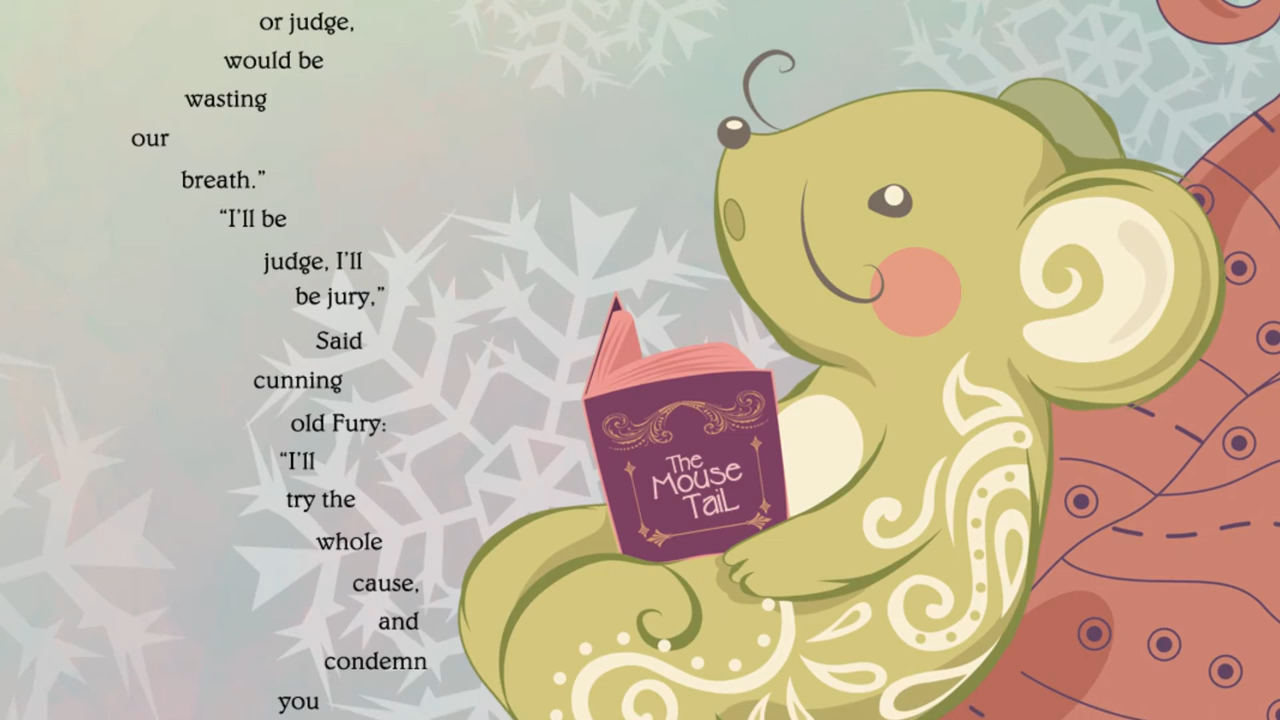 or judge,
would be
wasting
our
breath.”
“I’ll be
judge, I’ll
be jury,”
Said
cunning
old Fury:
“I’ll
try the
whole
cause,
and
condemn
you
The
Mouse
Tail